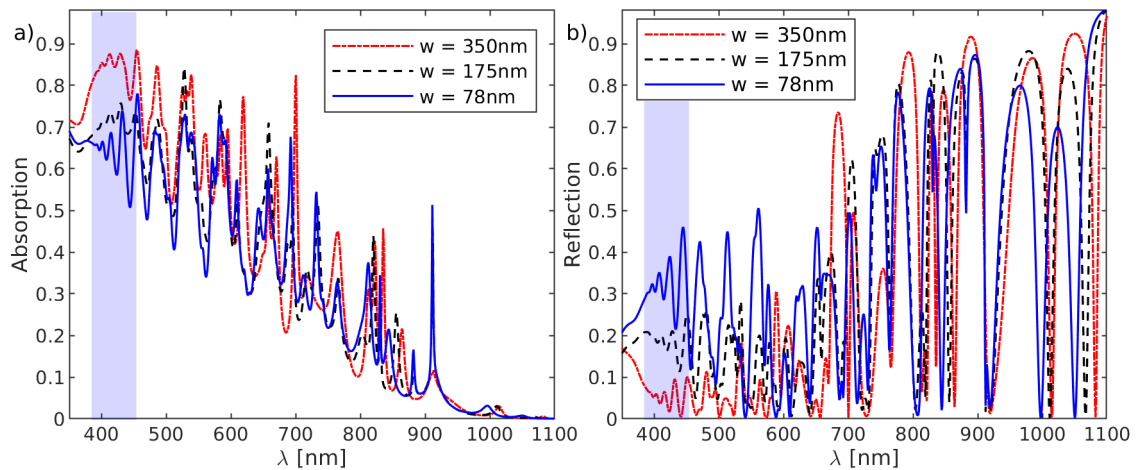 a)
w = 350nm
w = 175nm
w = 78nm
Absorption
0.9
0.8
0.7
0.6
0.5
0.4
0.3
0.2
0.1
0
400 500 600 700 800 900 1000 1100
λ [nm]
b)
w = 350nm
w = 175nm
w = 78nm
Reflection
0.9
0.8
0.7
0.6
0.5
0.4
0.3
0.2
0.1
0
400 500 600 700 800 900 1000 1100
λ [nm]